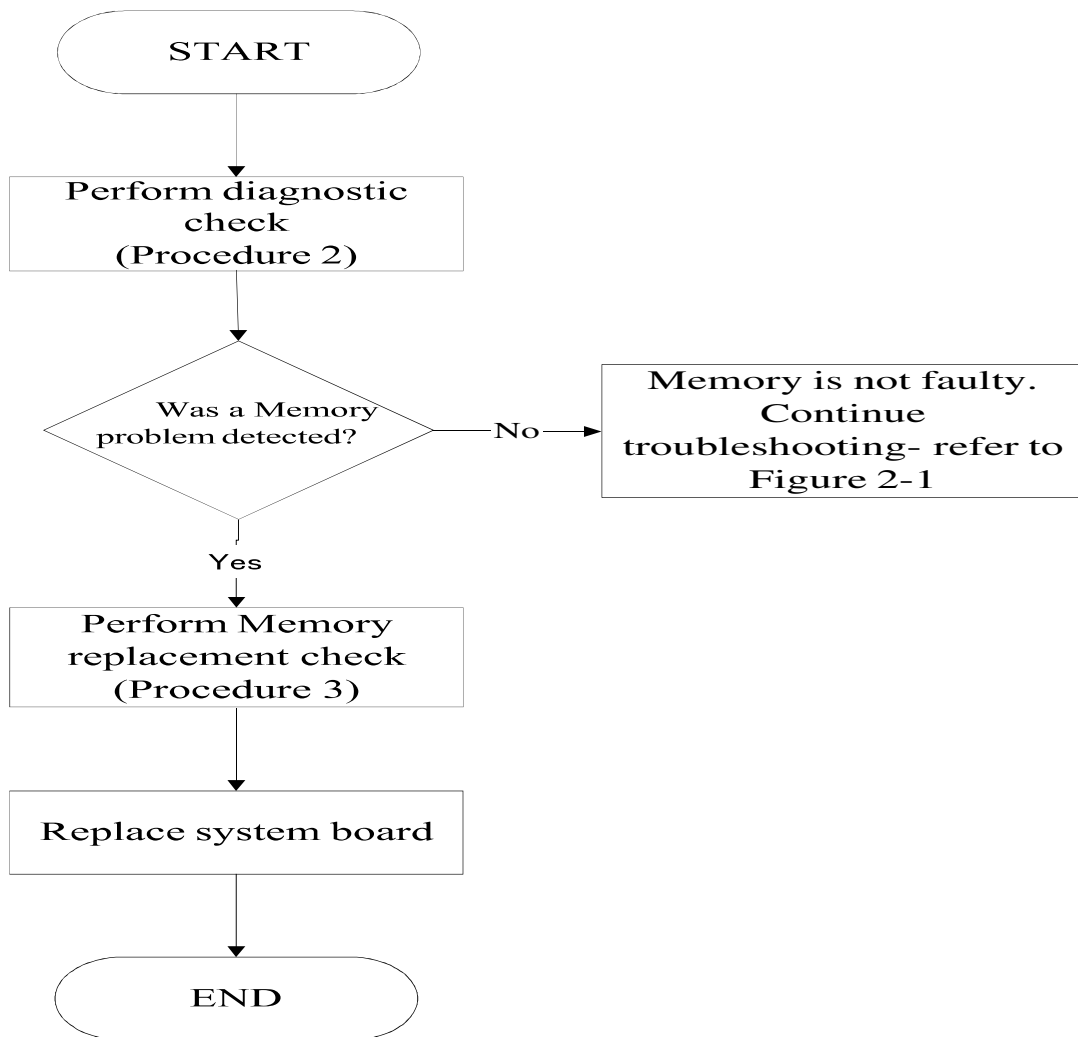 START
Perform diagnostic
check
(Procedure 2)
Was a Memory
problem detected?
No
Memory is not faulty.
Continue
troubleshooting- refer to
Figure 2-1
Yes
Perform Memory
replacement check
(Procedure 3)
Replace system board
END